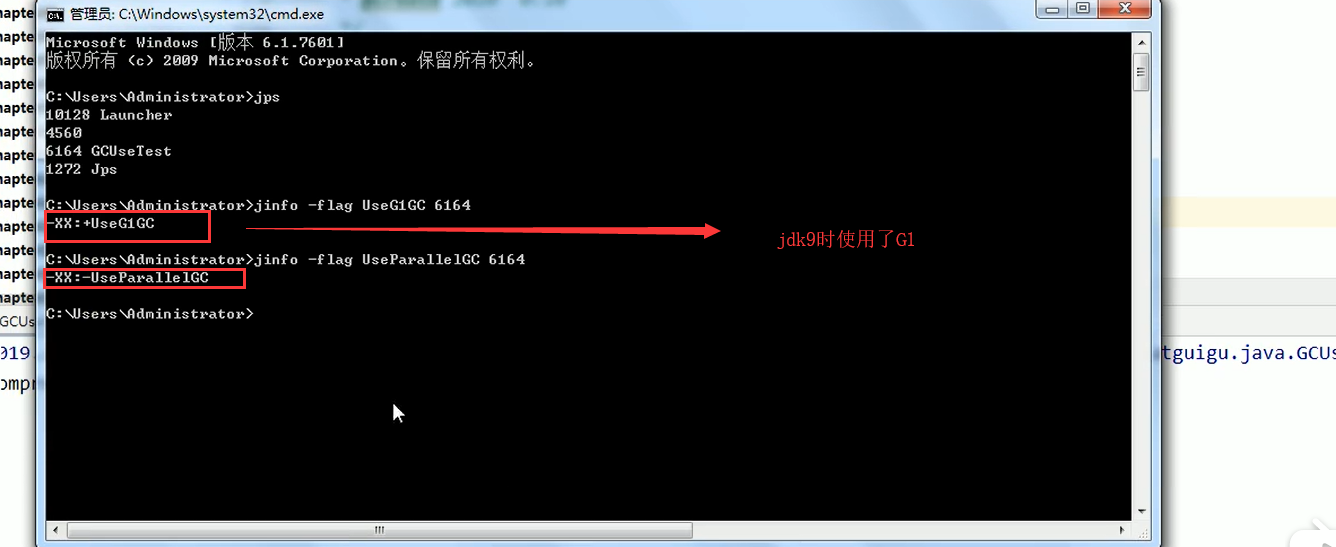 管理员: C:\Windows\system32\cmd.exe
Microsoft Windows [版本 6.1.7601]
版权所有 (c) 2009 Microsoft Corporation。保留所有权利。
C:\Users\Administrator>jps
10128 Launcher
4560
6164 GCUseTest
1272 Jps
C:\Users\Administrator>jinfo -flag UseG1GC 6164
-XX:+UseG1GC
jdk9时使用了G1
C:\Users\Administrator>jinfo -flag UseParallelGC 6164
-XX:-UseParallelGC
C:\Users\Administrator>
hapte
hapte
hapte
hapte
hapte
hapte
hapte
hapte
hapte
hapte
hapte
hapte
hapte
GCUs
019.
tguigu.java.GCUs
ompr